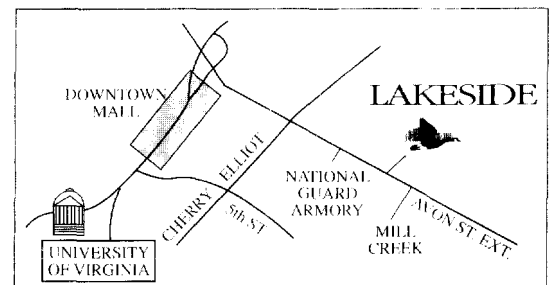 DOWNTOWN
MALL
LAKESIDE
CHERRY
ELLIOT
5th ST.
NATIONAL
GUARD
ARMORY
AVON ST. EXT.
MILL
CREEK
UNIVERSITY
OF VIRGINIA